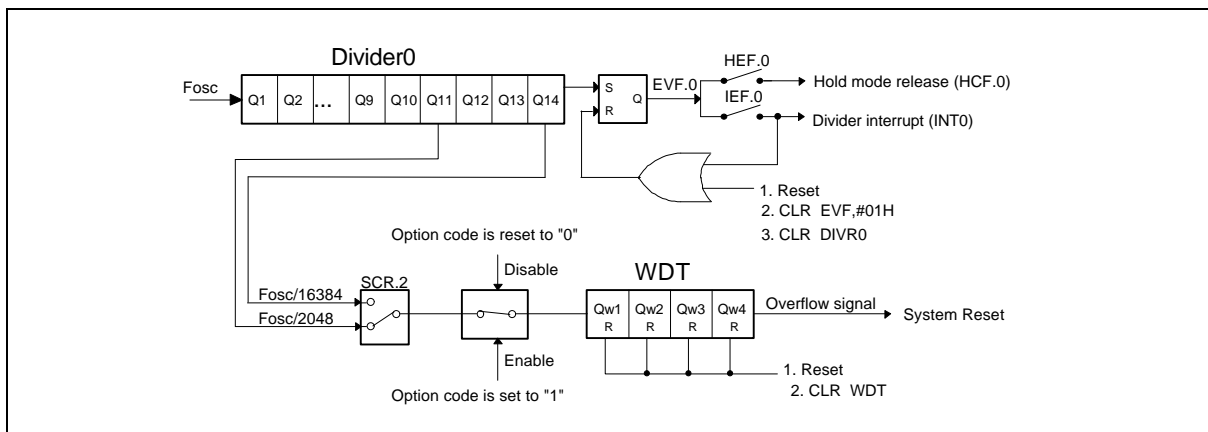 Divider0
Fosc
Q1 Q2 ... Q9 Q10 Q11 Q12 Q13 Q14
S
R
Q
EVF.0
HEF.0
Hold mode release (HCF.0)
IEF.0
Divider interrupt (INT0)
1. Reset
2. CLR EVF,#01H
3. CLR DIVR0
Option code is reset to "0"
Disable
SCR.2
Fosc/16384
Fosc/2048
Enable
Option code is set to "1"
WDT
Qw1 Qw2 Qw3 Qw4
R R R R
Overflow signal
System Reset
1. Reset
2. CLR WDT